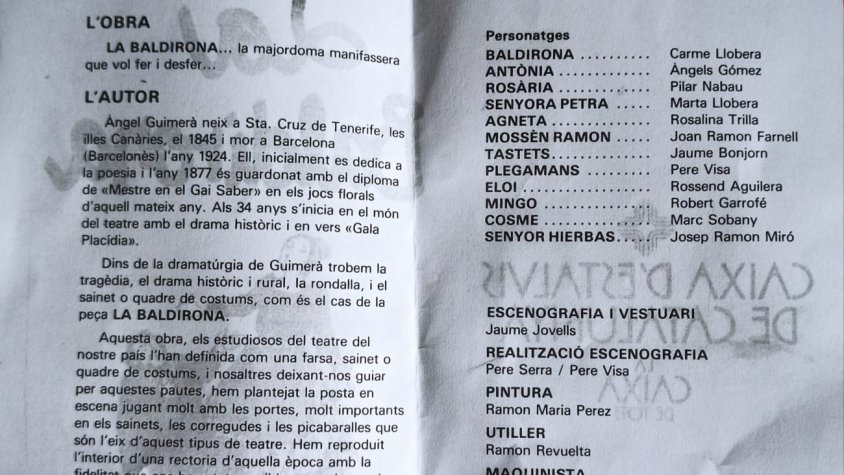 L'OBRA
LA BALDIRONA... la majordoma manifassera
que vol fer i desfer...
L'AUTOR
Àngel Guimerà neix a Sta. Cruz de Tenerife, les
illes Canàries, el 1845 i mor a Barcelona
(Barcelonès) l'any 1924. Ell, inicialment es dedica a
la poesia i l'any 1877 és guardonat amb el diploma
de «Mestre en el Gai Saber» en els jocs florals
d'aquell mateix any. Als 34 anys s'inicia en el món
del teatre amb el drama històric i en vers «Gala
Placídia».
Dins de la dramatúrgia de Guimerà trobem la
tragèdia, el drama històric i rural, la rondalla, i el
sainet o quadre de costums, com és el cas de la
peça LA BALDIRONA.
Aquesta obra, els estudiosos del teatre del
nostre país l'han definida com una farsa, sainet o
quadre de costums, i nosaltres deixant-nos guiar
per aquestes pautes, hem plantejat la posta en
escena jugant molt amb les portes, molt importants
en els sainets, les corregudes i les picabaralles que
són l'eix d'aquest tipus de teatre. Hem reproduit
l'interior d'una rectoria d'aquella època amb la
Personatges
BALDIRONA .......... Carme Llobera
ANTÒNIA ............ Àngels Gómez
ROSÀRIA ............ Pilar Nabau
SENYORA PETRA ..... Marta Llobera
AGNETA ............. Rosalina Trilla
MOSSÈN RAMON ..... Joan Ramon Farnell
TASTETS ............ Jaume Bonjorn
PLEGAMANS ......... Pere Visa
ELOI ................ Rossend Aguilera
MINGO .............. Robert Garrofé
COSME .............. Marc Sobany
SENYOR HIERBAS..... Josep Ramon Miró
CAIXA D'ESTALVIS
DE CATALUNYA
LA
CAIXA
DE TOTS
ESCENOGRAFIA I VESTUARI
Jaume Jovells
REALITZACIÓ ESCENOGRAFIA
Pere Serra / Pere Visa
PINTURA
Ramon Maria Perez
UTILLER
Ramon Revuelta
MAQUINISTA